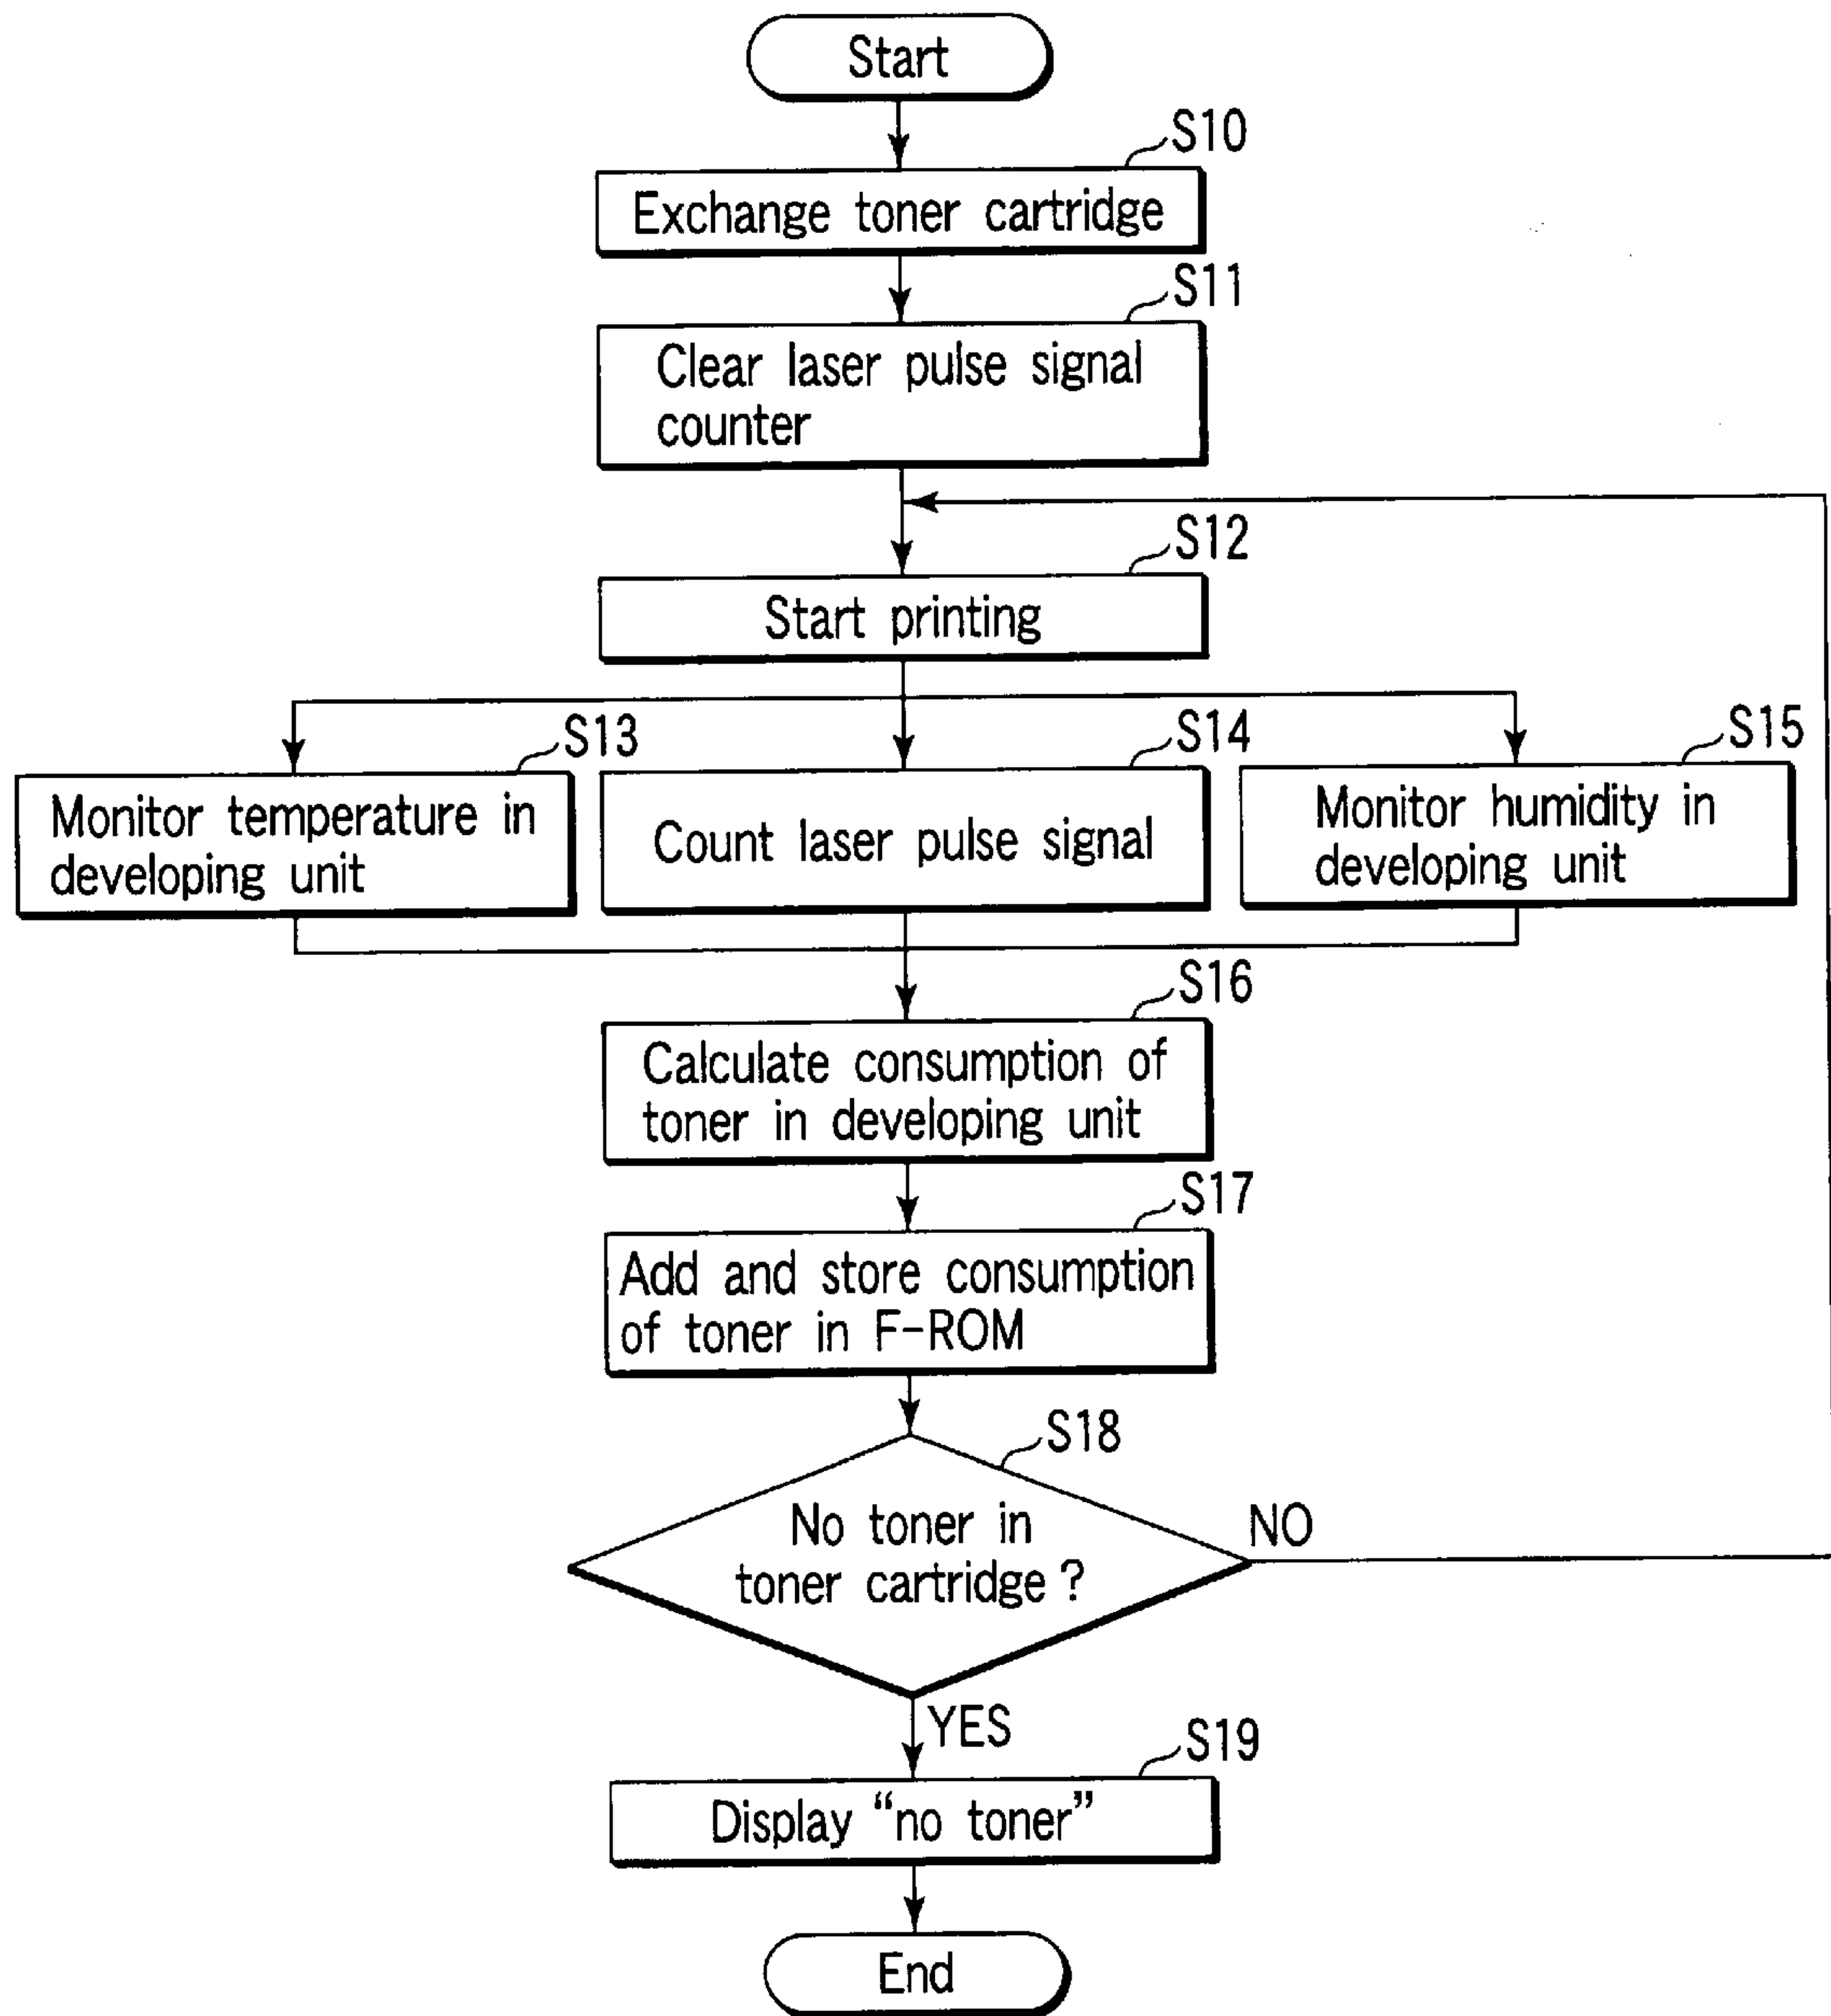 Start
S10
Exchange toner cartridge
S11
Clear laser pulse signal
counter
S12
Start printing
S13
S14
S15
Monitor temperature in
developing unit
Count laser pulse signal
Monitor humidity in
developing unit
S16
Calculate consumption of
toner in developing unit
S17
Add and store consumption
of toner in F-ROM
S18
No toner in
toner cartridge ?
NO
YES
S19
Display “no toner”
End